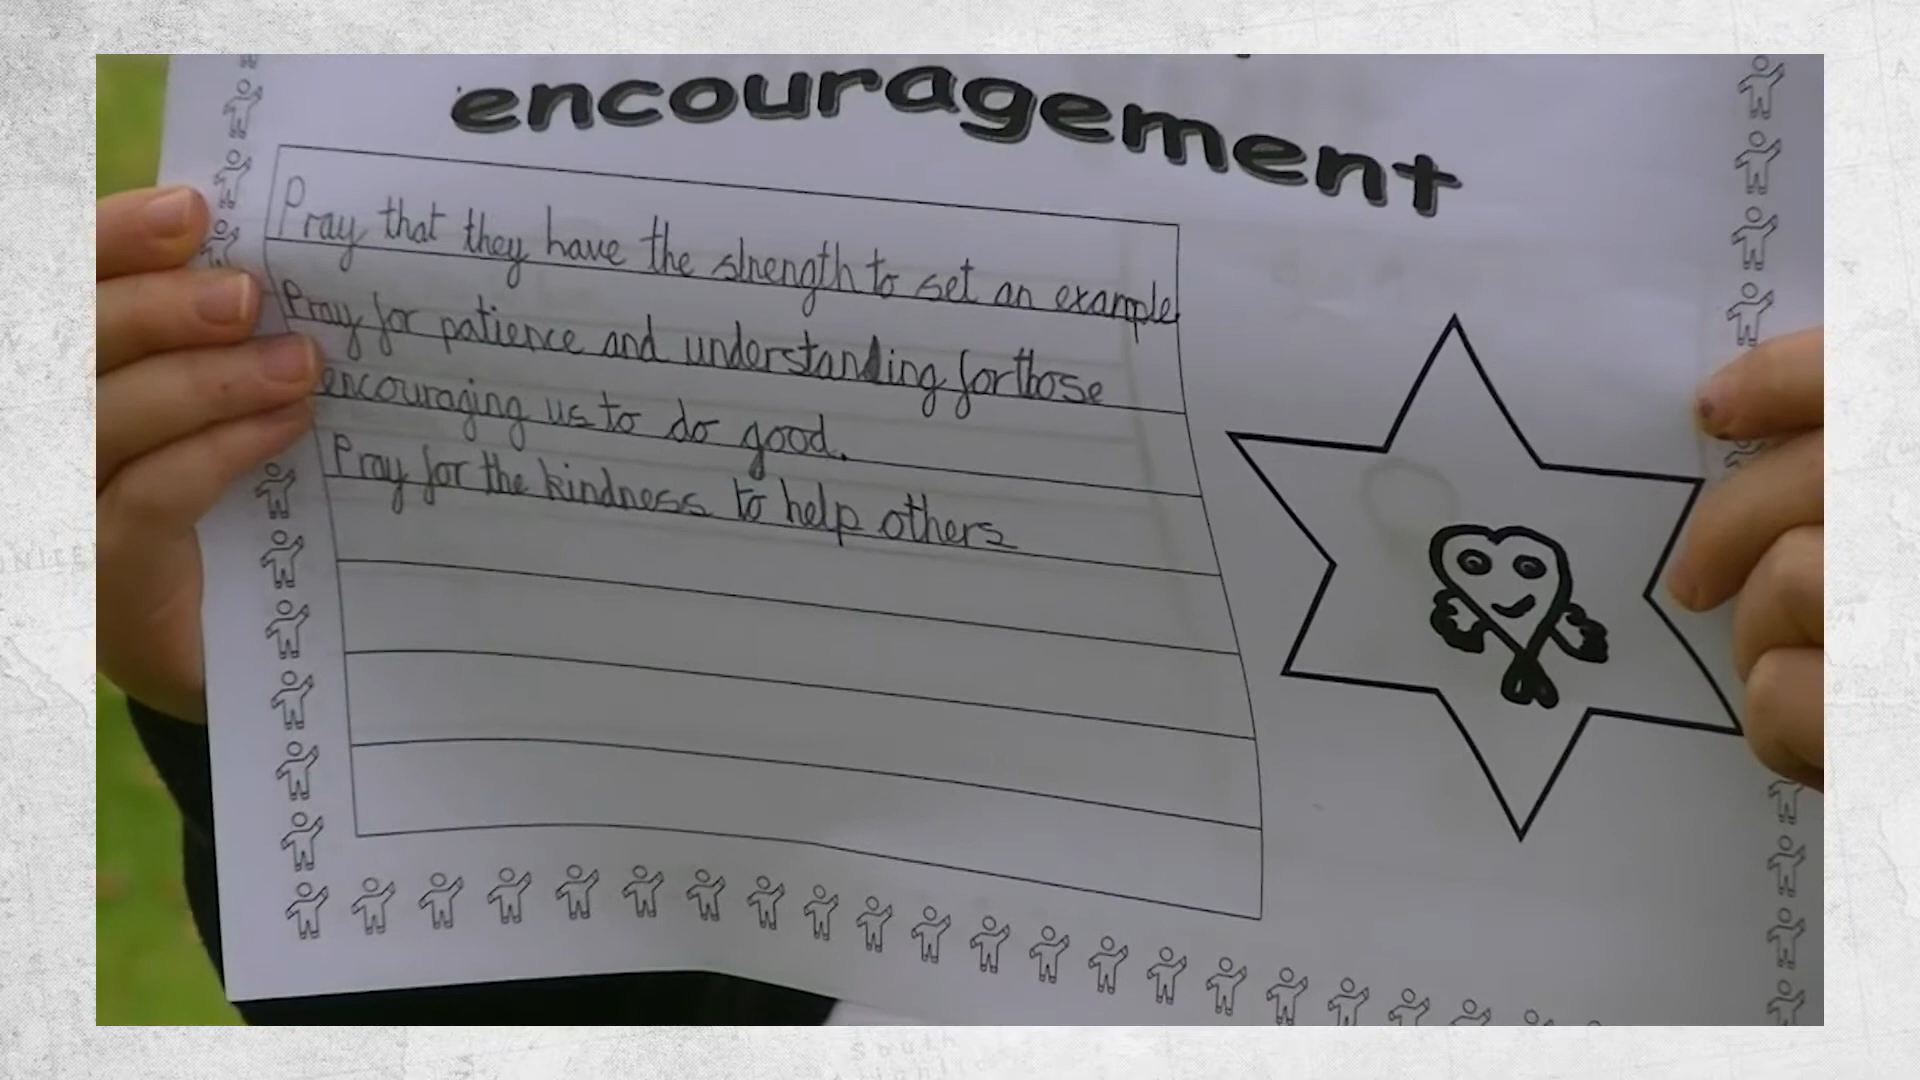 encouragement
Pray that they have the strength to set an example
Pray for patience and understanding for those
encouraging us to do good.
Pray for the kindness to help others